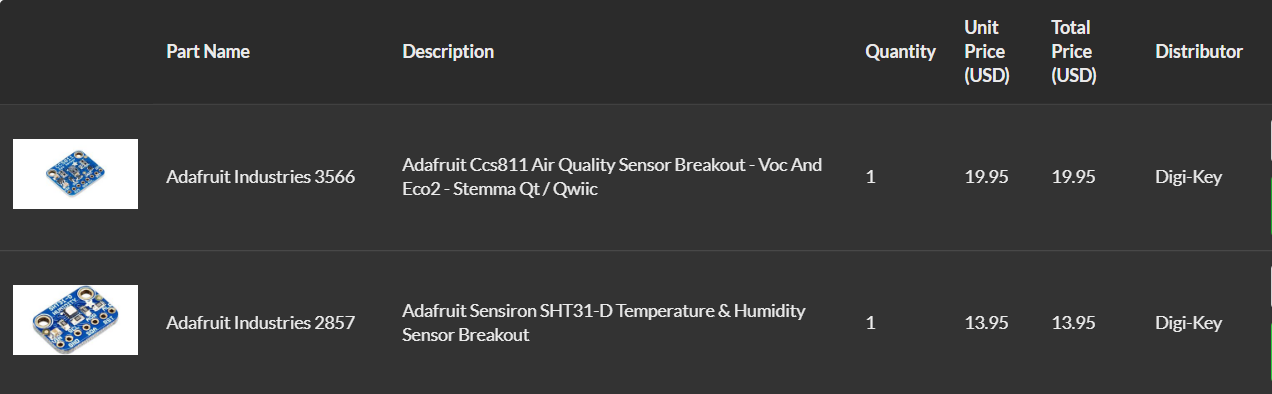 Part Name
Description
Quantity
Unit
Price
(USD)
Total
Price
(USD)
Distributor
Adafruit Industries 3566
Adafruit Ccs811 Air Quality Sensor Breakout - Voc And
Eco2 - Stemma Qt / Qwiic
1
19.95
19.95
Digi-Key
Adafruit Industries 2857
Adafruit Sensiron SHT31-D Temperature & Humidity
Sensor Breakout
1
13.95
13.95
Digi-Key